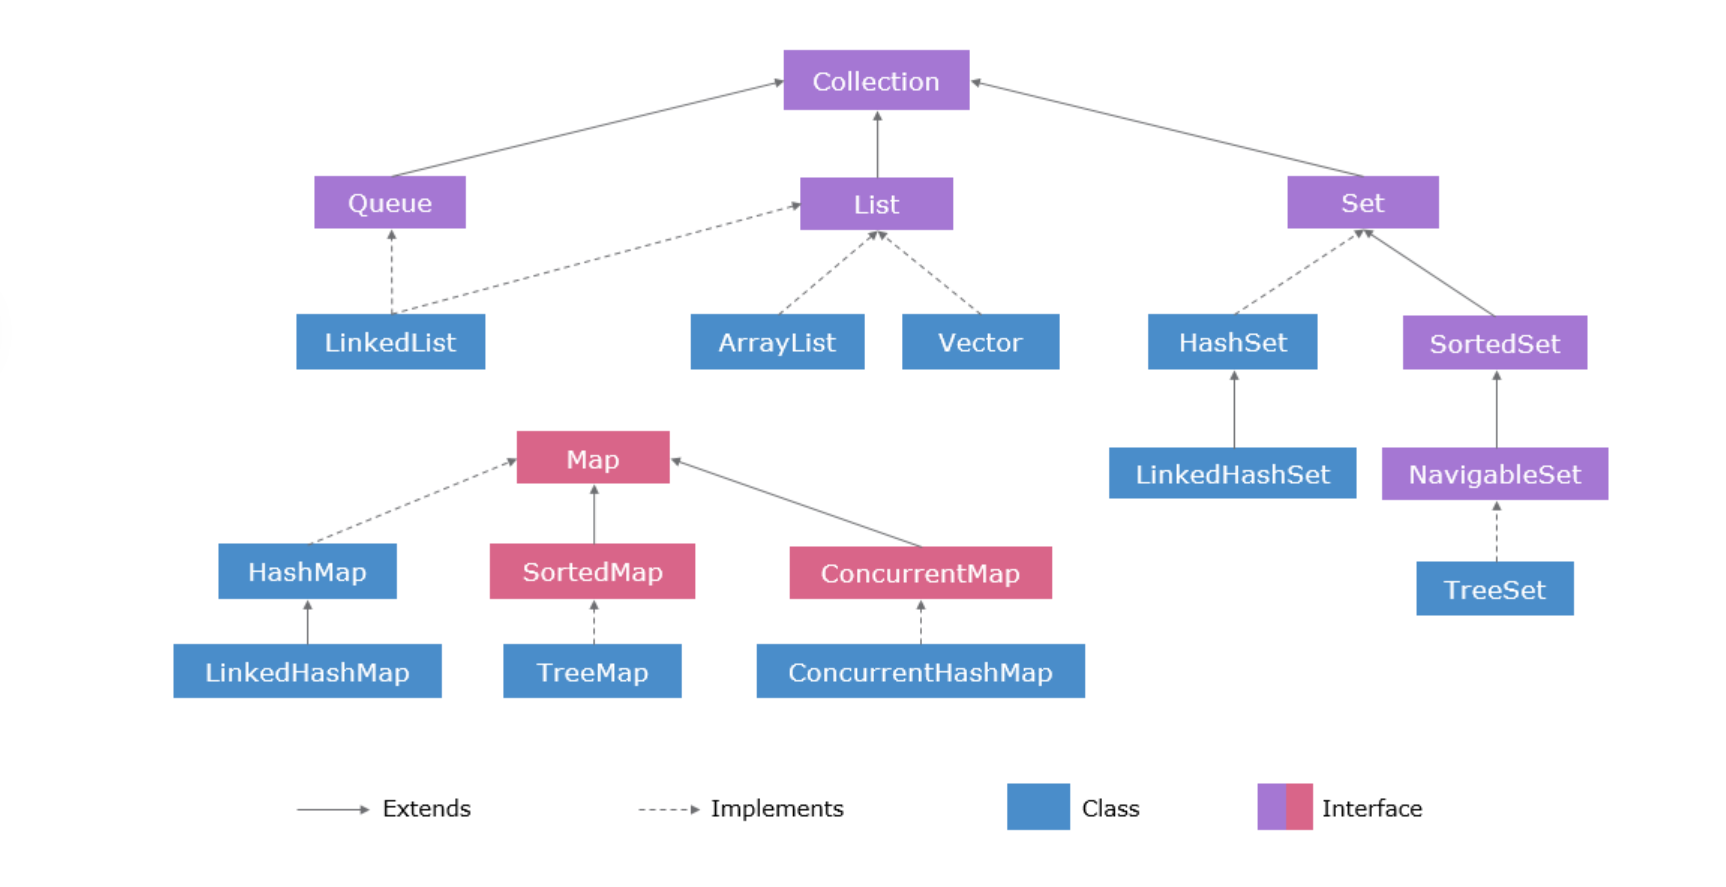 Collection
Queue
List
Set
LinkedList
ArrayList
Vector
HashSet
SortedSet
Map
LinkedHashSet
NavigableSet
HashMap
SortedMap
ConcurrentMap
TreeSet
LinkedHashMap
TreeMap
ConcurrentHashMap
Extends
Implements
Class
Interface